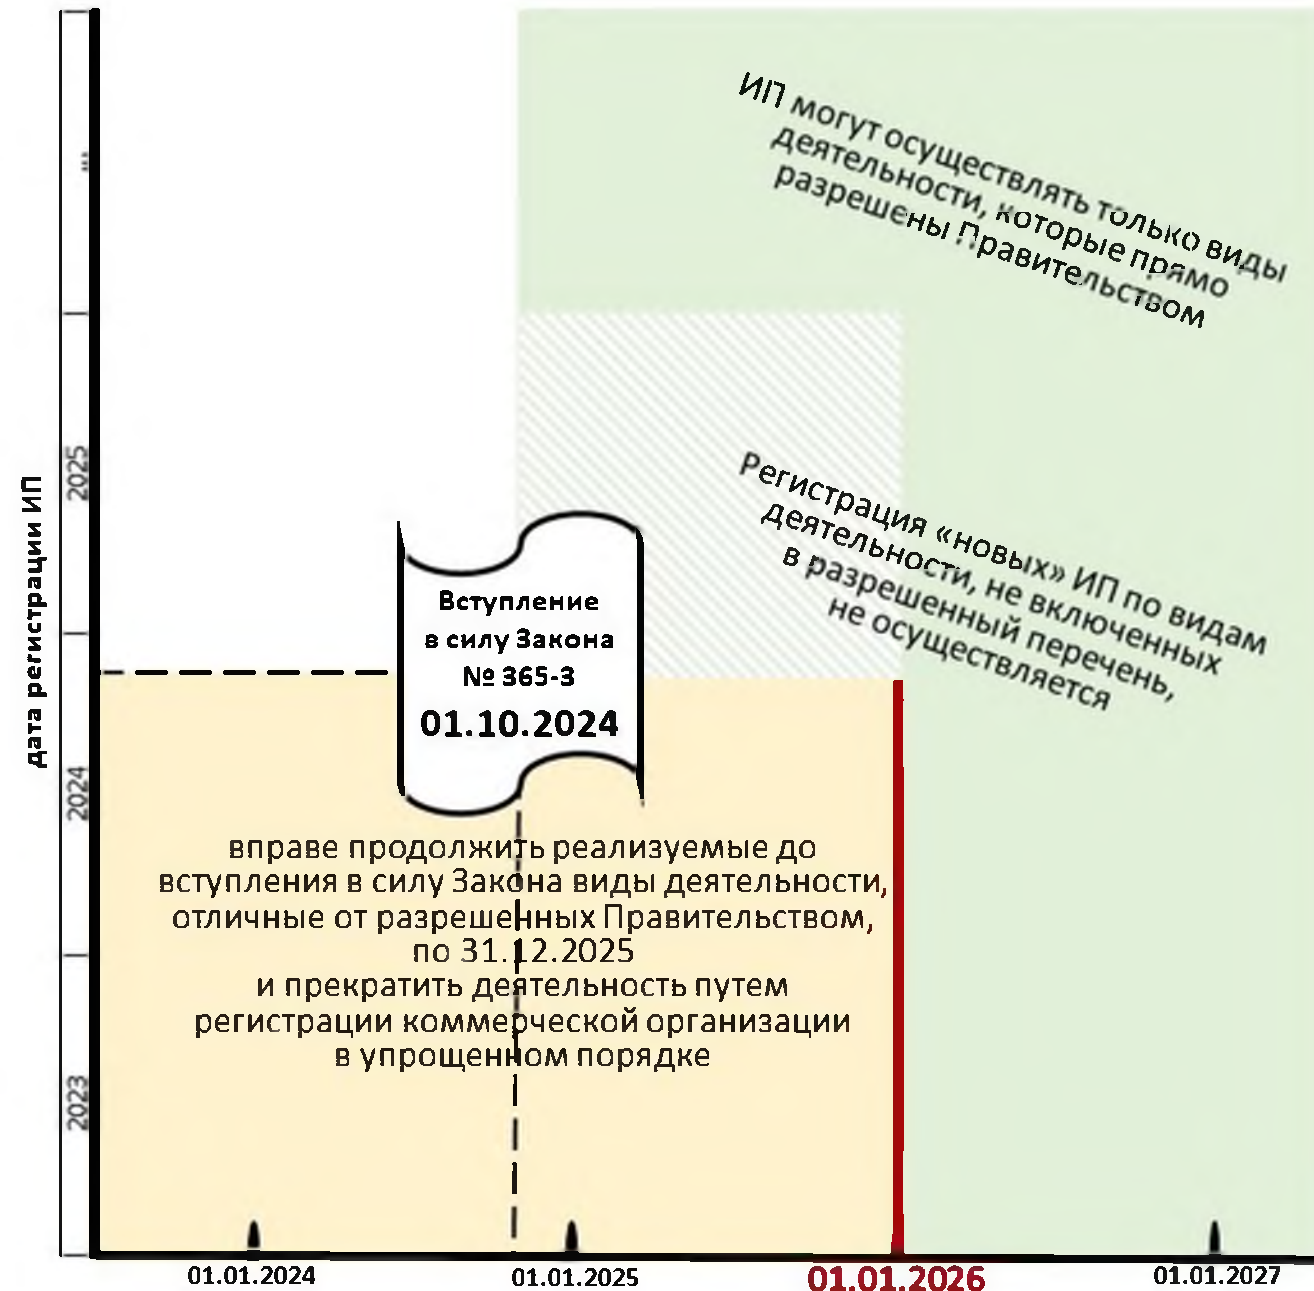 ИП могут осуществлять только виды
деятельности, которые прямо
разрешены Правительством
...
2025
Регистрация «новых» ИП по видам
деятельности, не включенных
в разрешенный перечень,
не осуществляется
дата регистрации ИП
Вступление
в силу Закона
№ 365-З
01.10.2024
2024
вправе продолжить реализуемые до
вступления в силу Закона виды деятельности,
отличные от разрешенных Правительством,
по 31.12.2025
и прекратить деятельность путем
регистрации коммерческой организации
в упрощенном порядке
2023
01.01.2024
01.01.2025
01.01.2026
01.01.2027